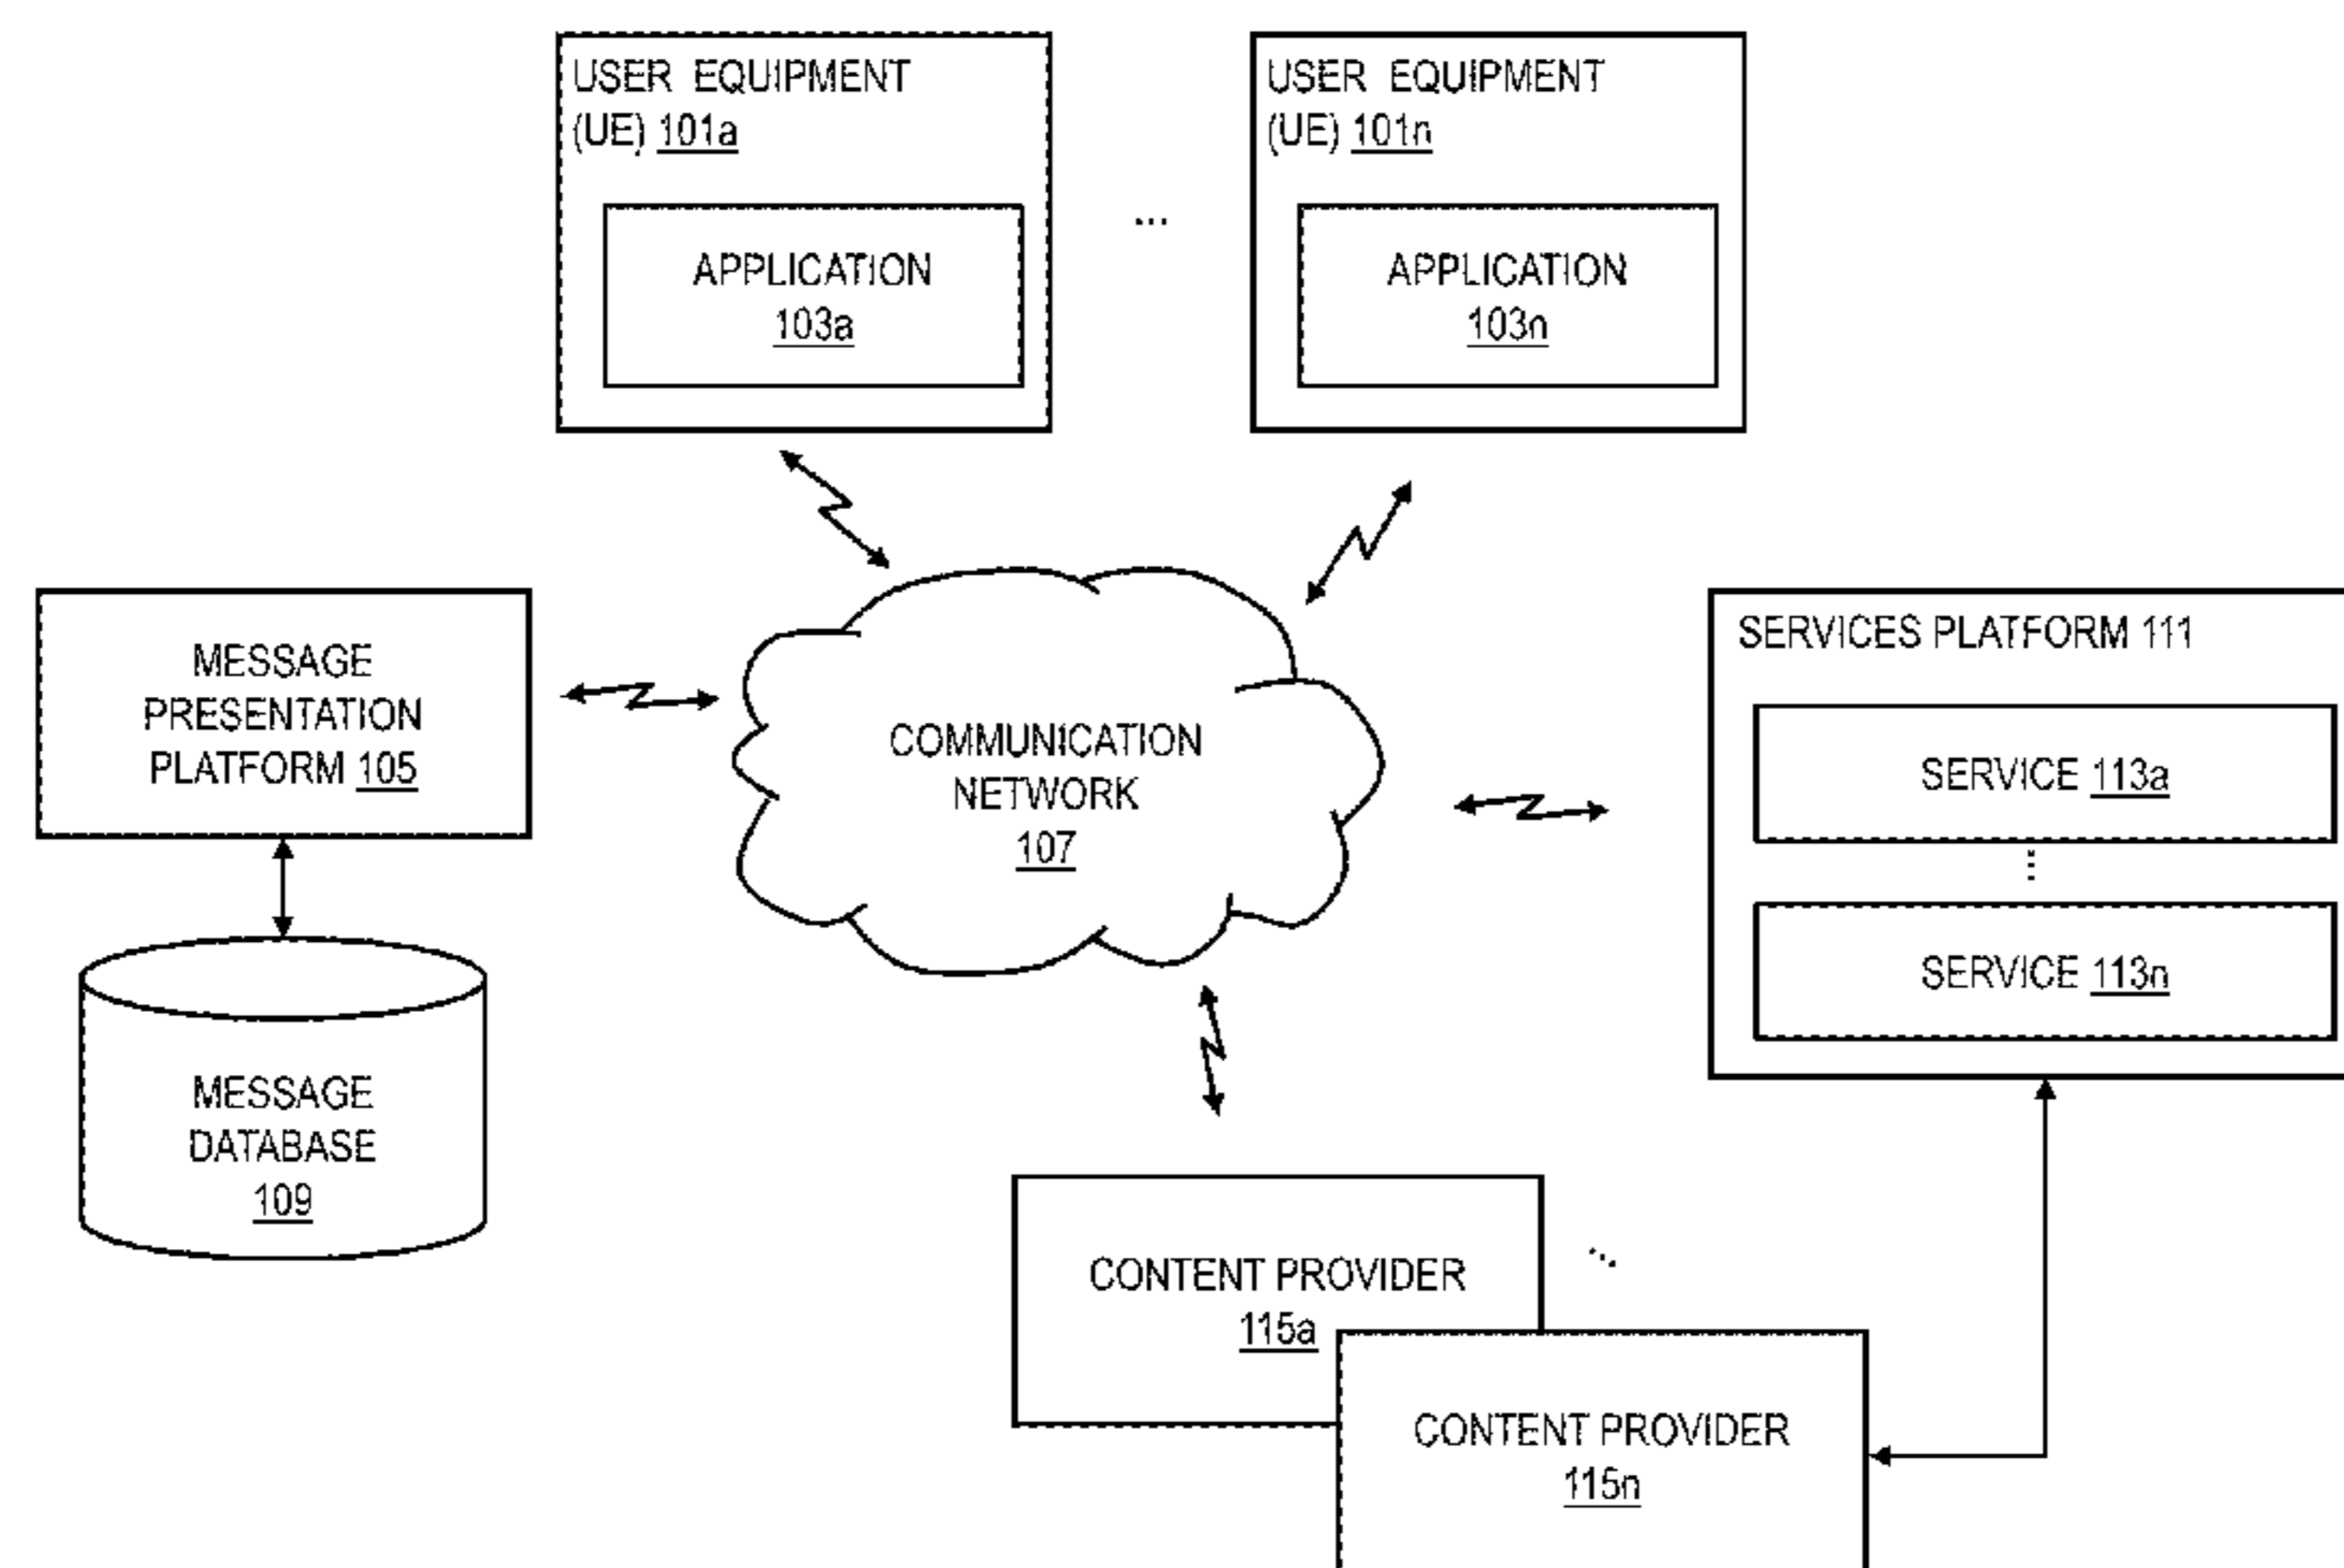 USER EQUIPMENT
(UE) 101a
APPLICATION
103a
...
USER EQUIPMENT
(UE) 101n
APPLICATION
103n
MESSAGE
PRESENTATION
PLATFORM 105
COMMUNICATION
NETWORK
107
SERVICES PLATFORM 111
SERVICE 113a
...
SERVICE 113n
MESSAGE
DATABASE
109
CONTENT PROVIDER
115a
...
CONTENT PROVIDER
115n